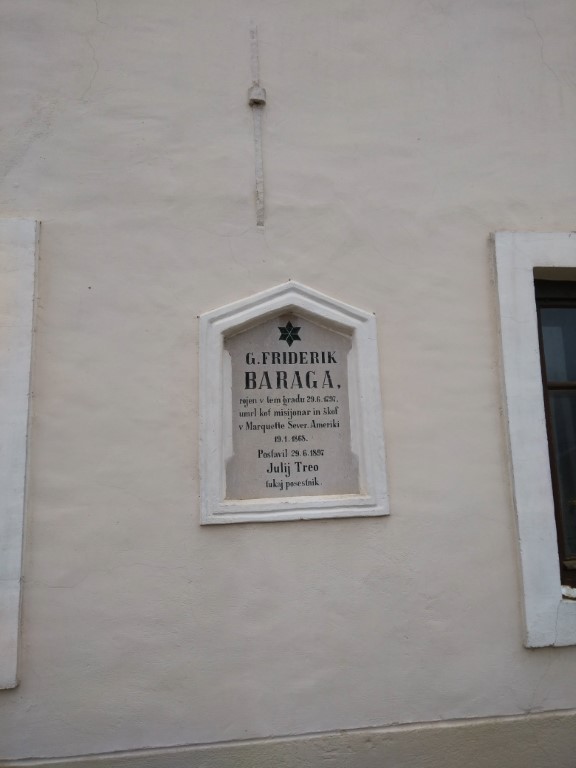 G. FRIDERIK
BARAGA,
rojen v tem gradu 29.6.1797,
umrl kot misijonar in škof
v Marquette Sever. Ameriki
19.1.1868.
Postavil 29.6.1897
Julij Treo
tukaj posestnik.